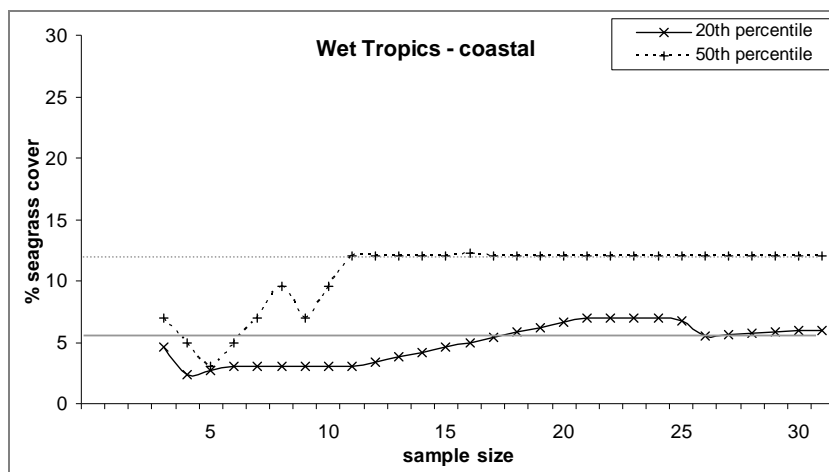 Wet Tropics - coastal
20th percentile
50th percentile
% seagrass cover
30
25
20
15
10
5
0
5 10 15 20 25 30
sample size